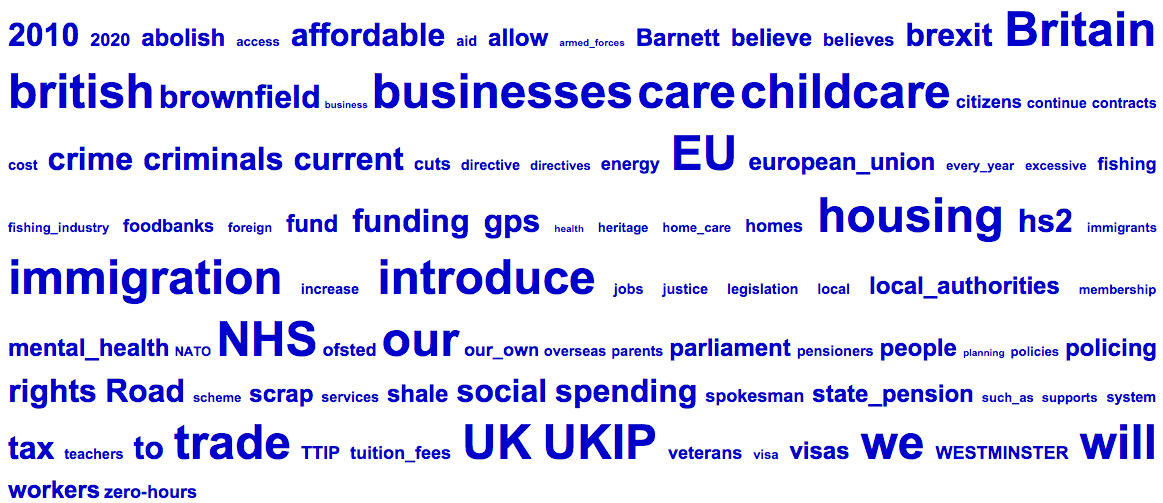 2010 2020 abolish access affordable aid allow armed_forces Barnett believe believes brexit Britain
british brownfield business businesses care childcare citizens continue contracts
cost crime criminals current cuts directive directives energy EU european_union every_year excessive fishing
fishing_industry foodbanks foreign fund funding gps health heritage home_care homes housing hs2 immigrants
immigration increase introduce jobs justice legislation local local_authorities membership
mental_health NATO NHS ofsted our our_own overseas parents parliament pensioners people planning policies policing
rights Road scheme scrap services shale social spending spokesman state_pension such_as supports system
tax teachers to trade TTIP tuition_fees UK UKIP veterans visa visas we WESTMINSTER will
workers zero-hours